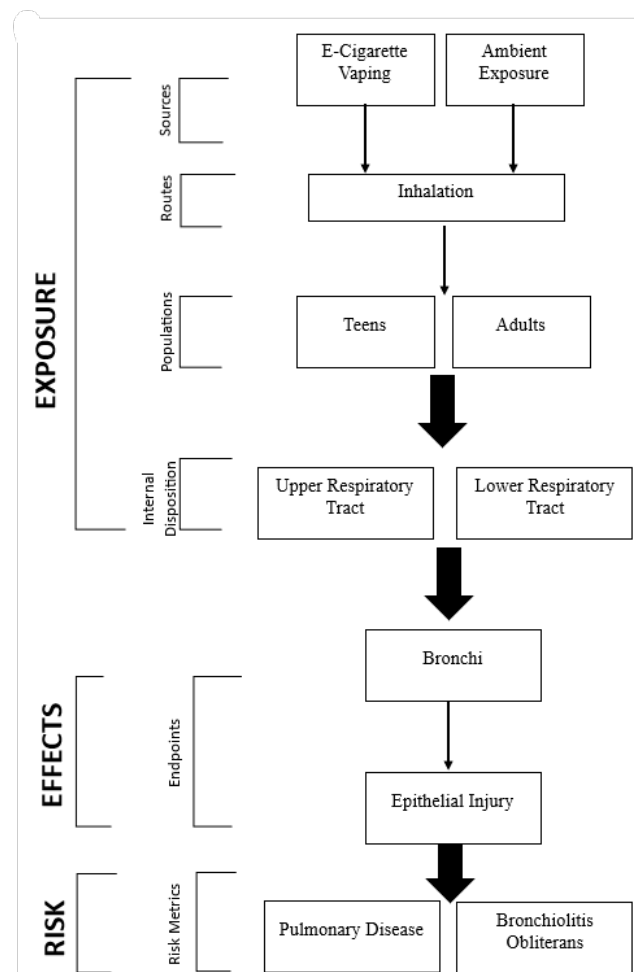 E-Cigarette
Vaping
Ambient
Exposure
Sources
Inhalation
Routes
EXPOSURE
Teens
Adults
Populations
Upper Respiratory
Tract
Lower Respiratory
Tract
Internal
Disposition
Bronchi
EFFECTS
Endpoints
Epithelial Injury
RISK
Risk Metrics
Pulmonary Disease
Bronchiolitis
Obliterans